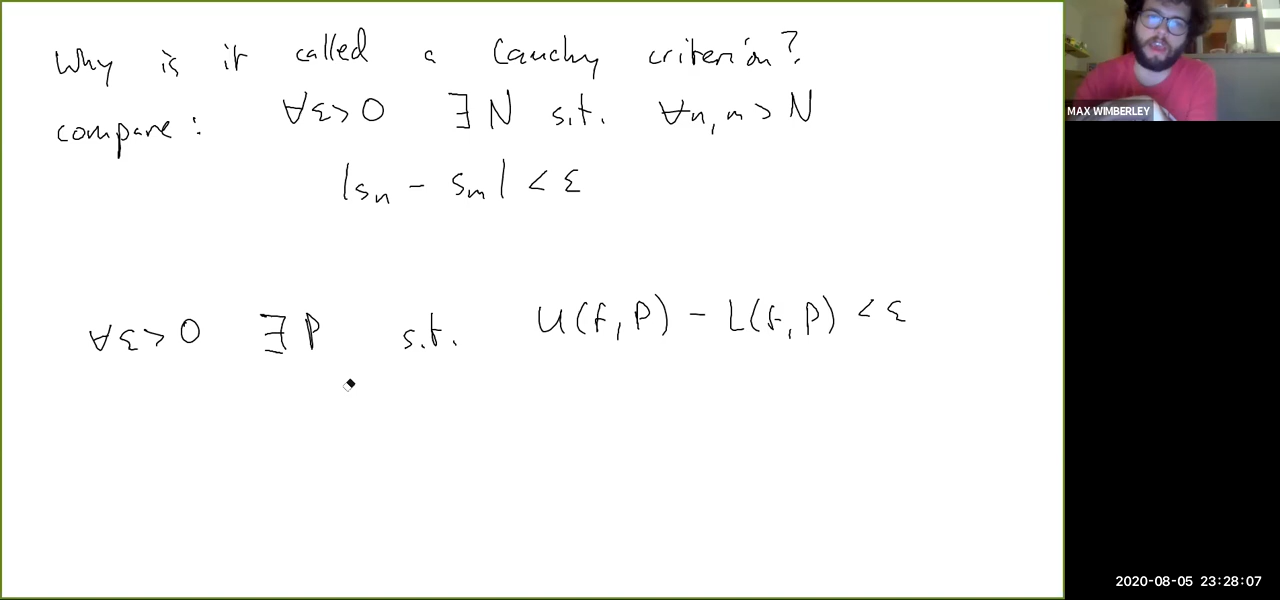 Why is it called a Cauchy criterion?
compare: ∀ε>0 ∃N s.t. ∀n,m>N
|sn - sm| < ε
∀ε>0 ∃P s.t. U(f,P) - L(f,P) < ε
MAX WIMBERLEY
2020-08-05 23:28:07